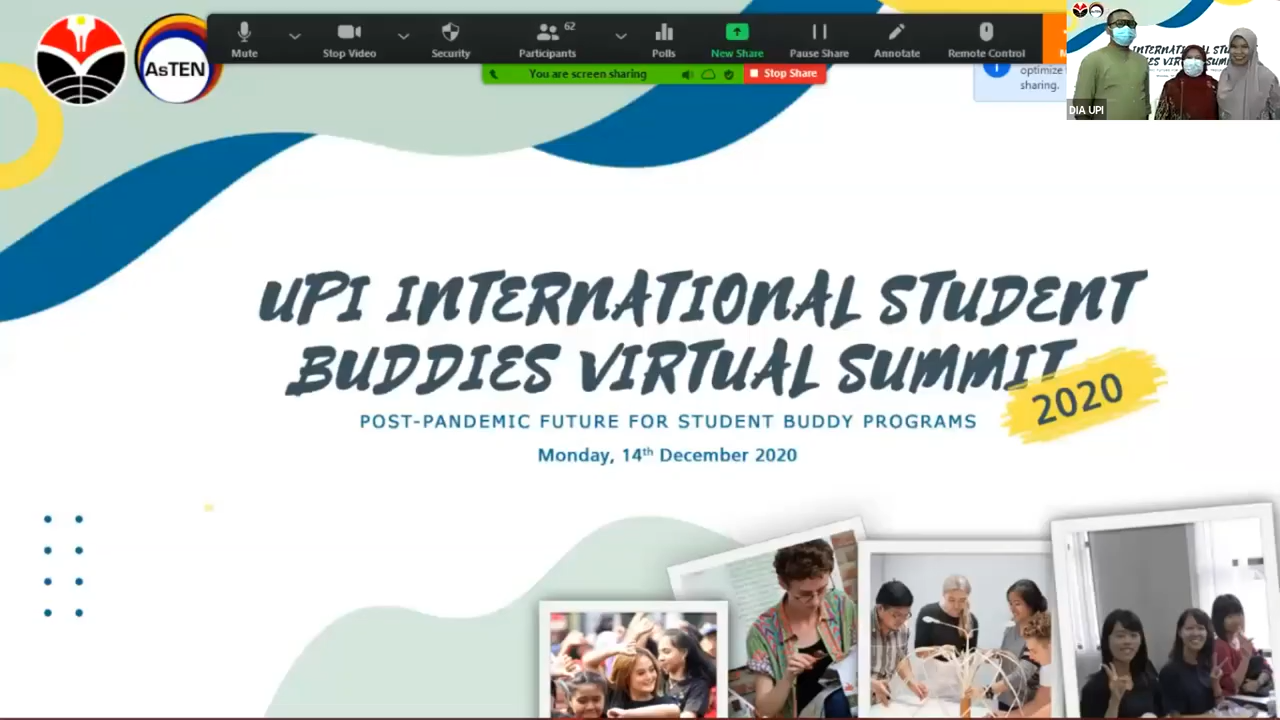 62
Mute
Stop Video
Security
Participants
Polls
New Share
Pause Share
Annotate
Remote Control
You are screen sharing
Stop Share
optimize
sharing.
AsTEN
INTERNATIONAL STUDE
DIA UPI
UPI INTERNATIONAL STUDENT
BUDDIES VIRTUAL SUMMIT
2020
POST-PANDEMIC FUTURE FOR STUDENT BUDDY PROGRAMS
Monday, 14th December 2020